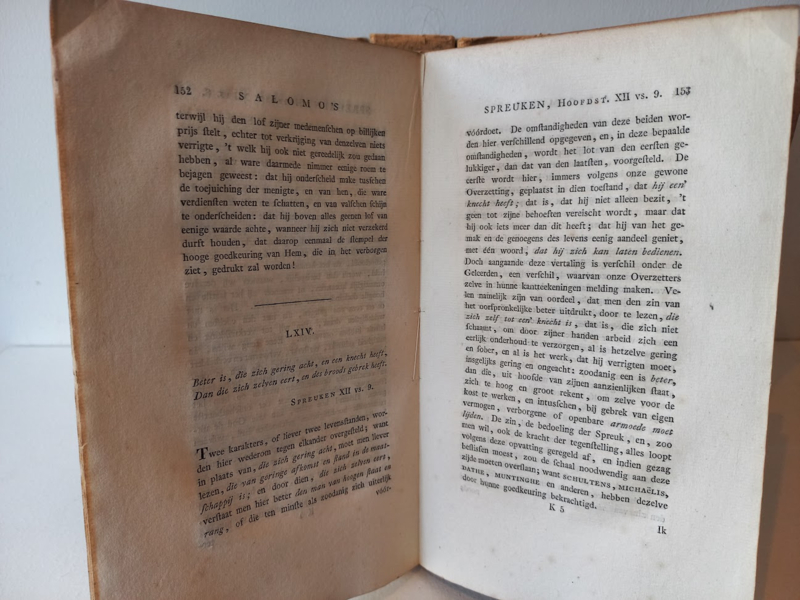 152 SALOMO'S
terwijl hij den lof zijner medemenschen op billijken
prijs stelt, echter tot verkrijging van denzelven niets
verrigte, 't welk hij ook niet gereedelijk zou gedaan
hebben, al ware daarmede nimmer eenige roem te
bejagen geweest: dat hij onderscheid make tusschen
de toejuiching der menigte, en van hen, die ware
verdiensten weten te schatten, en van valschen schijn
te onderscheiden: dat hij boven alles geenen lof van
eenige waarde achte, wanneer hij zich niet verzekerd
durft houden, dat daarop eenmaal de stempel der
hooge goedkeuring van Hem, die in het verborgen
ziet, gedrukt zal worden!
LXIV.
Beter is, die zich gering acht, en een knecht heeft,
Dan die zich zelven eert, en des broods gebrek heeft.
SPREUKEN XII vs. 9.
Twee karakters, of liever twee levensstanden, wor-
den hier wederom tegen elkander overgesteld; want
in plaats van, die zich gering acht, moet men liever
lezen, die van geringe afkomst en stand in de maat-
schappij is; en door dien, die zich zelven eert,
verstaat men hier beter den man van hoogen staat en
rang, of die ten minste als zoodanig zich uiterlijk
vóór-
SPREUKEN, HOOFDST. XII vs. 9. 153
vóórdoet. De omstandigheden van deze beiden wor-
den hier verschillend opgegeven, en, in deze bepaalde
omstandigheden, wordt het lot van den eersten ge-
lukkiger, dan dat van den laatsten, voorgesteld. De
eerste wordt hier, immers volgens onze gewone
Overzetting, geplaatst in dien toestand, dat hij een'
knecht heeft; dat is, dat hij niet alleen bezit, 't
geen tot zijne behoeften vereischt wordt, maar dat
hij ook iets meer dan dit heeft; dat hij van het ge-
mak en de genoegens des levens eenig aandeel geniet,
met één woord, dat hij zich kan laten bedienen.
Doch aangaande deze vertaling is verschil onder de
Geleerden, een verschil, waarvan onze Overzetters
zelve in hunne kantteekeningen melding maken. Ve-
len namelijk zijn van oordeel, dat men den zin van
het oorspronkelijke beter uitdrukt, door te lezen, die
zich zelf tot een' knecht is, dat is, die zich niet
schaamt, om door zijner handen arbeid zich een
eerlijk onderhoud te verzorgen, al is hetzelve gering
en sober, en al is het werk, dat hij verrigten moet,
insgelijks gering en ongeacht: zoodanig een is beter,
dan die, uit hoofde van zijnen aanzienlijken staat,
zich te hoog en groot rekent, om zelve voor de
kost te werken, en intusschen, bij gebrek van eigen
vermogen, verborgene of openbare armoede moet
lijden. De zin, de bedoeling der Spreuk, en, zoo
men wil, ook de kracht der tegenstelling, alles loopt
volgens deze opvatting geregeld af, en indien gezag
beslissen moest, zou de schaal noodwendig aan deze
zijde moeten overslaan; want SCHULTENS, MICHAËLIS,
DATHE, MUNTINGHE en anderen, hebben dezelve
door hunne goedkeuring bekrachtigd.
K 5
Ik